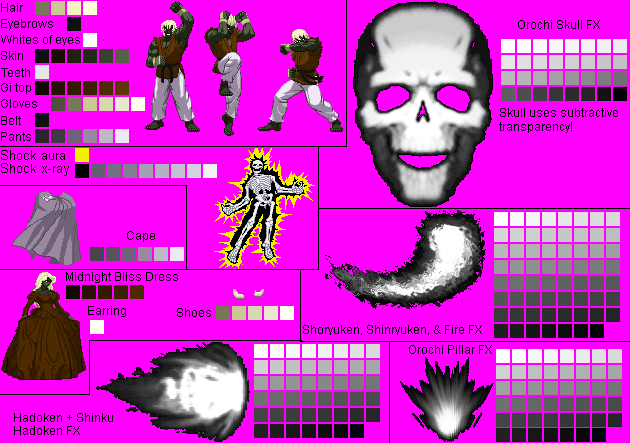 Hair
Eyebrows
Whites of eyes
Skin
Teeth
Gi top
Gloves
Belt
Pants
Orochi Skull FX
Skull uses subtractive
transparency!
Shock aura
Shock x-ray
Cape
Midnight Bliss Dress
Earring
Shoes
Shoryuken, Shinryuken, & Fire FX
Hadoken + Shinku
Hadoken FX
Orochi Pillar FX